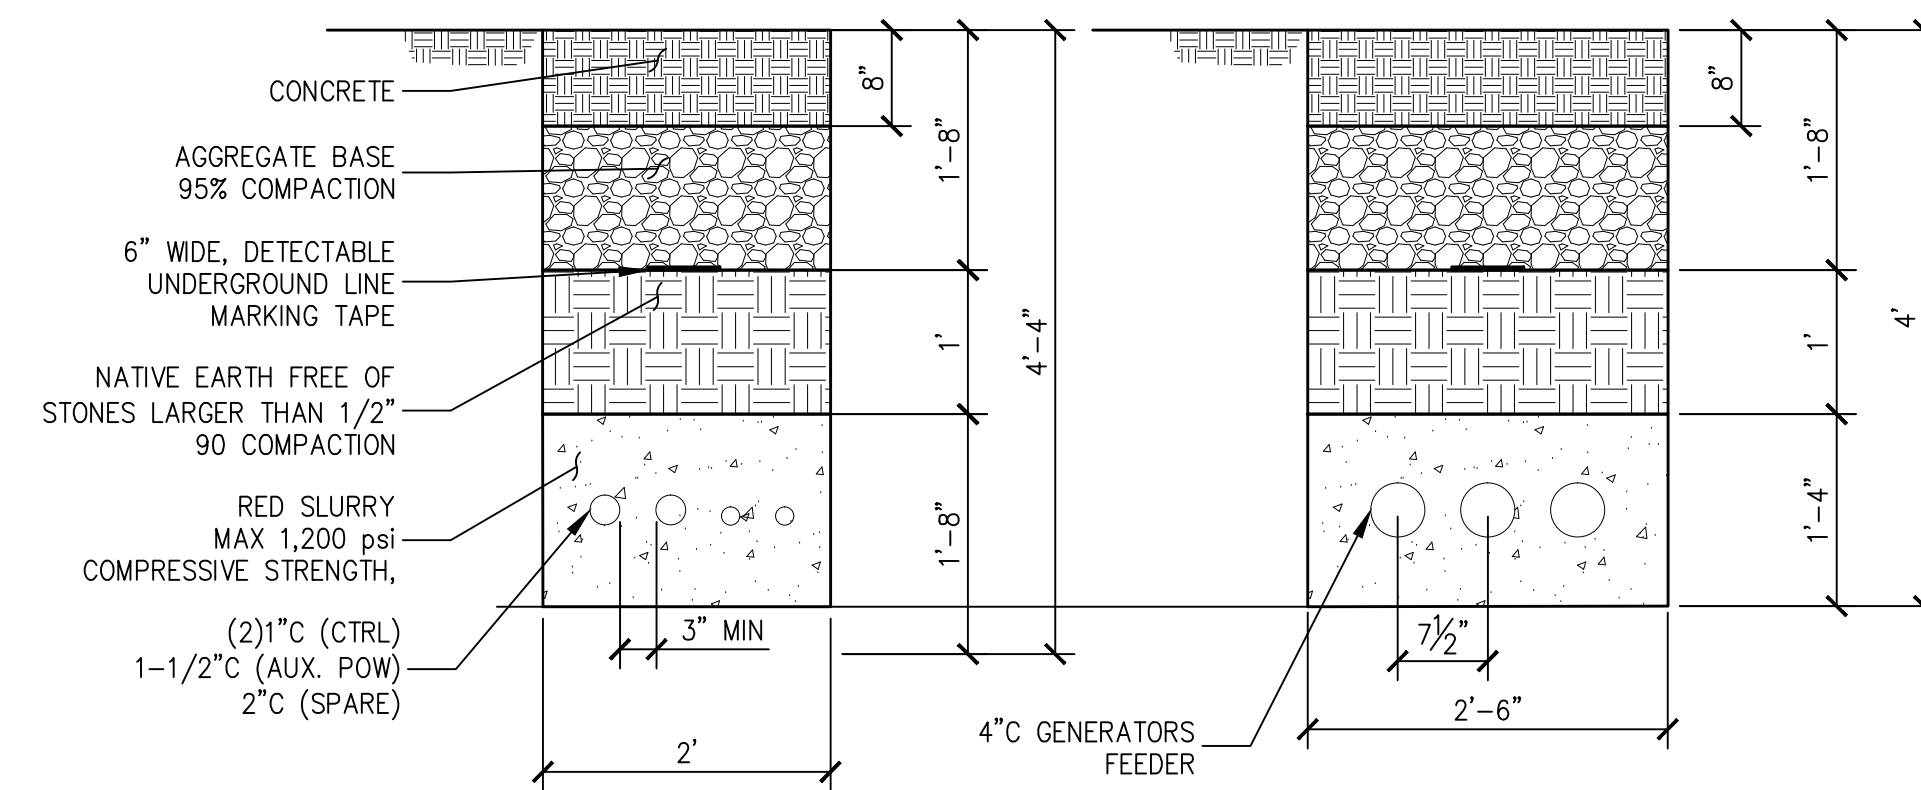 CONCRETE
AGGREGATE BASE
95% COMPACTION
6" WIDE, DETECTABLE
UNDERGROUND LINE
MARKING TAPE
NATIVE EARTH FREE OF
STONES LARGER THAN 1/2"
90 COMPACTION
RED SLURRY
MAX 1,200 psi
COMPRESSIVE STRENGTH,
(2)1"C (CTRL)
1-1/2"C (AUX. POW)
2"C (SPARE)
8"
1'-8"
1'
4'-4"
1'-8"
3" MIN
2'
8"
1'-8"
1'
4'
1'-4"
7½"
2'-6"
4"C GENERATORS
FEEDER